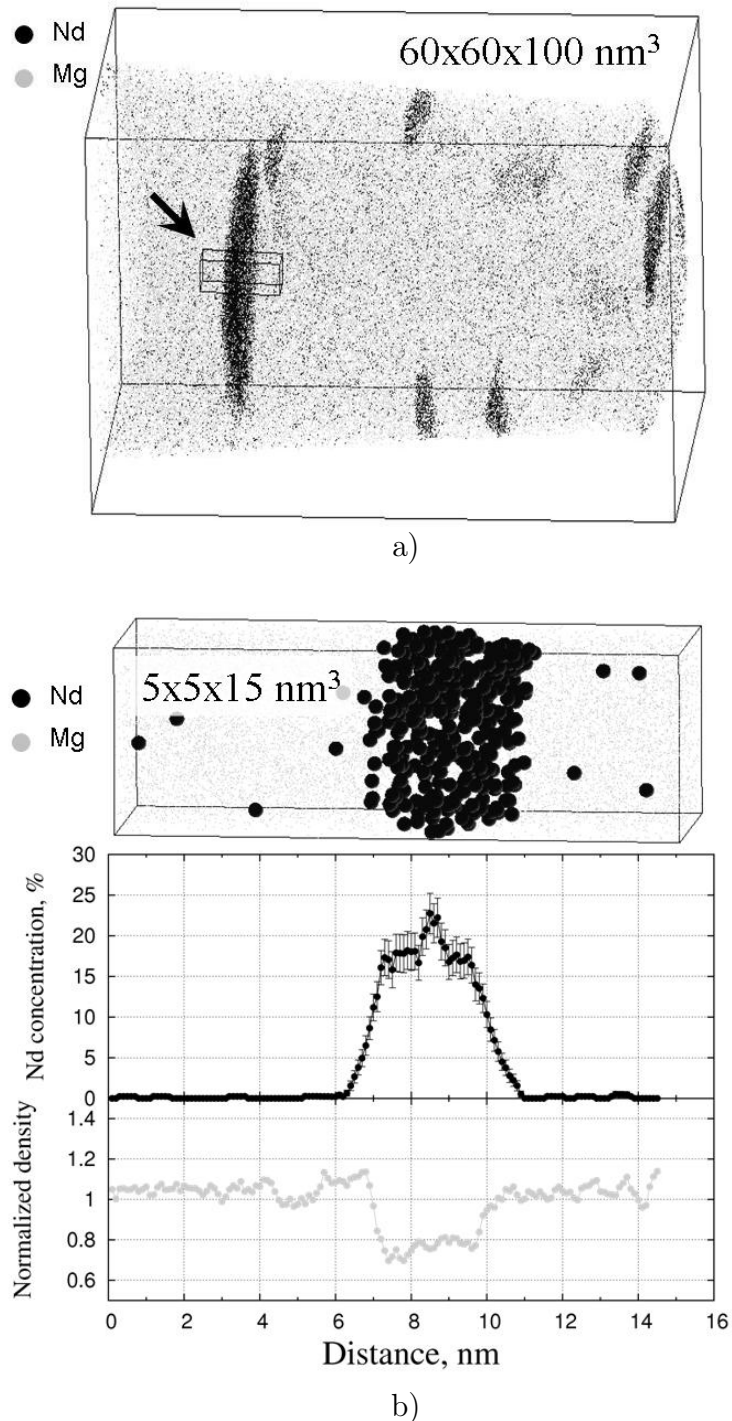 Nd
Mg
60x60x100 nm³
a)
5x5x15 nm³
Nd
Mg
Nd concentration, %
30
25
20
15
10
5
0
Normalized density
1.4
1.2
1
0.8
0.6
0 2 4 6 8 10 12 14 16
Distance, nm
b)